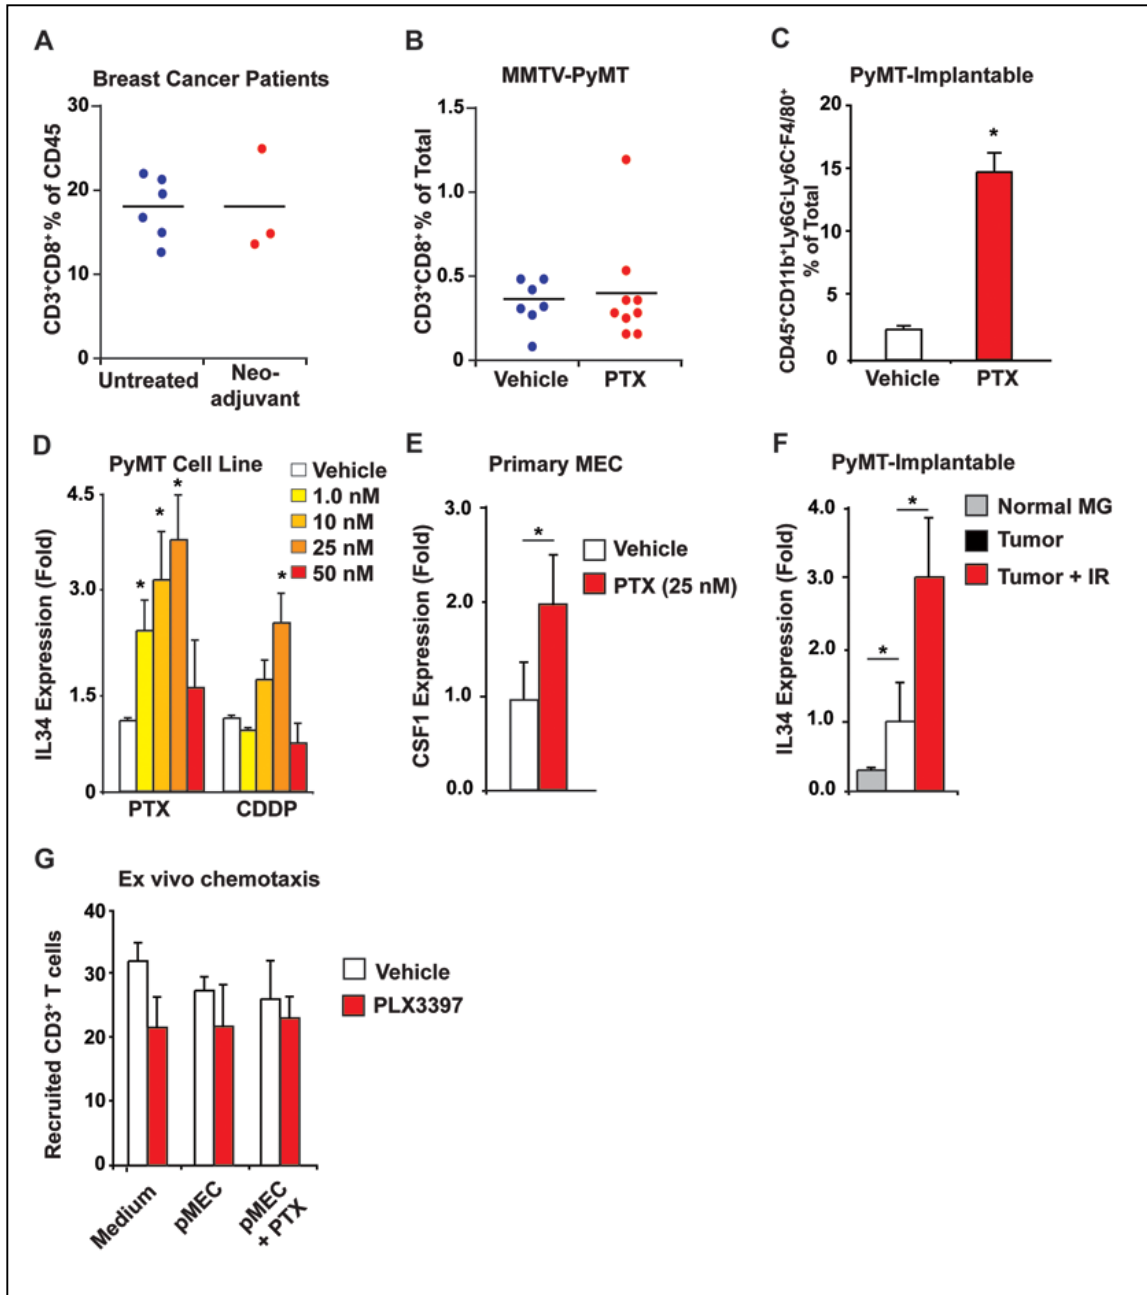 A
Breast Cancer Patients
CD3⁺CD8⁺ % of CD45
30
20
10
0
Untreated
Neo-
adjuvant
B
MMTV-PyMT
CD3⁺CD8⁺ % of Total
1.5
1.0
0.5
0
Vehicle
PTX
C
PyMT-Implantable
CD45⁺CD11b⁺Ly6G⁻Ly6C⁻F4/80⁺
% of Total
20
15
10
5
0
*
Vehicle
PTX
D
PyMT Cell Line
IL34 Expression (Fold)
4.5
3.0
1.5
0
* * * *
PTX
CDDP
Vehicle
1.0 nM
10 nM
25 nM
50 nM
E
Primary MEC
CSF1 Expression (Fold)
3.0
2.0
1.0
0.0
*
Vehicle
PTX (25 nM)
F
PyMT-Implantable
IL34 Expression (Fold)
4.0
3.0
2.0
1.0
0.0
*
*
Normal MG
Tumor
Tumor + IR
G
Ex vivo chemotaxis
Recruited CD3⁺ T cells
40
30
20
10
0
Medium
pMEC
pMEC
+ PTX
Vehicle
PLX3397